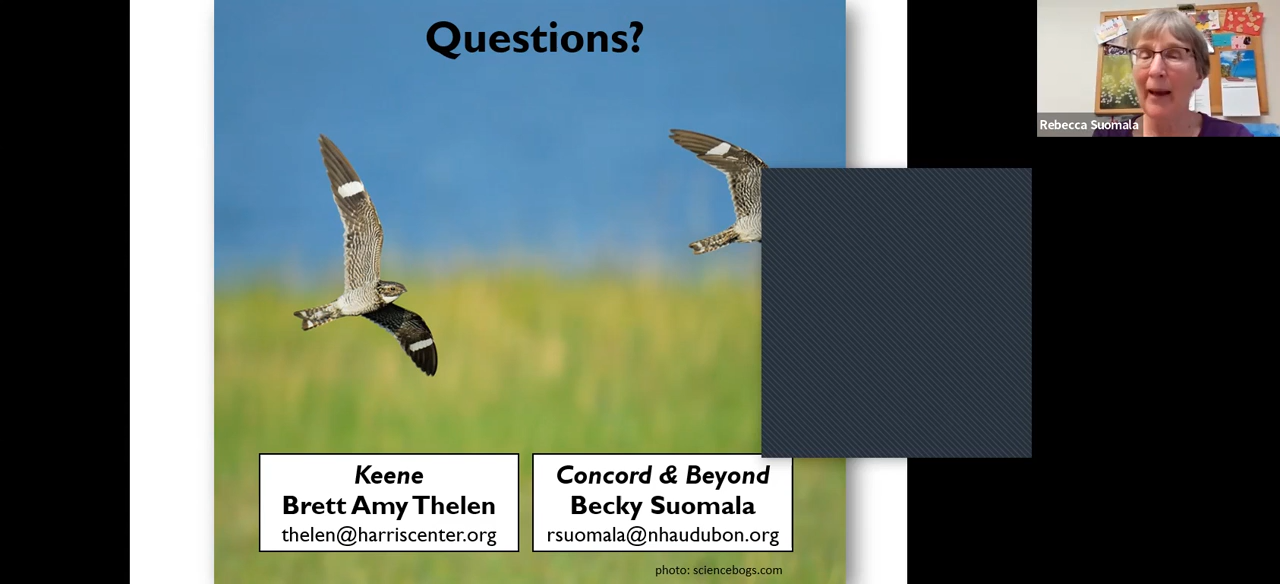 Questions?
Rebecca Suomala
Keene
Brett Amy Thelen
thelen@harriscenter.org
Concord & Beyond
Becky Suomala
rsuomala@nhaudubon.org
photo: sciencebogs.com